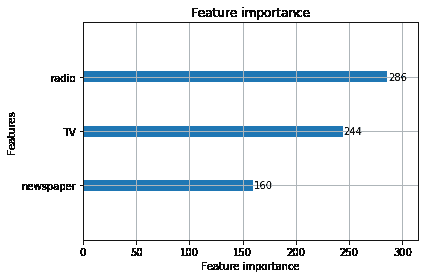 Feature importance
Features
radio
286
TV
244
newspaper
160
0 50 100 150 200 250 300
Feature importance